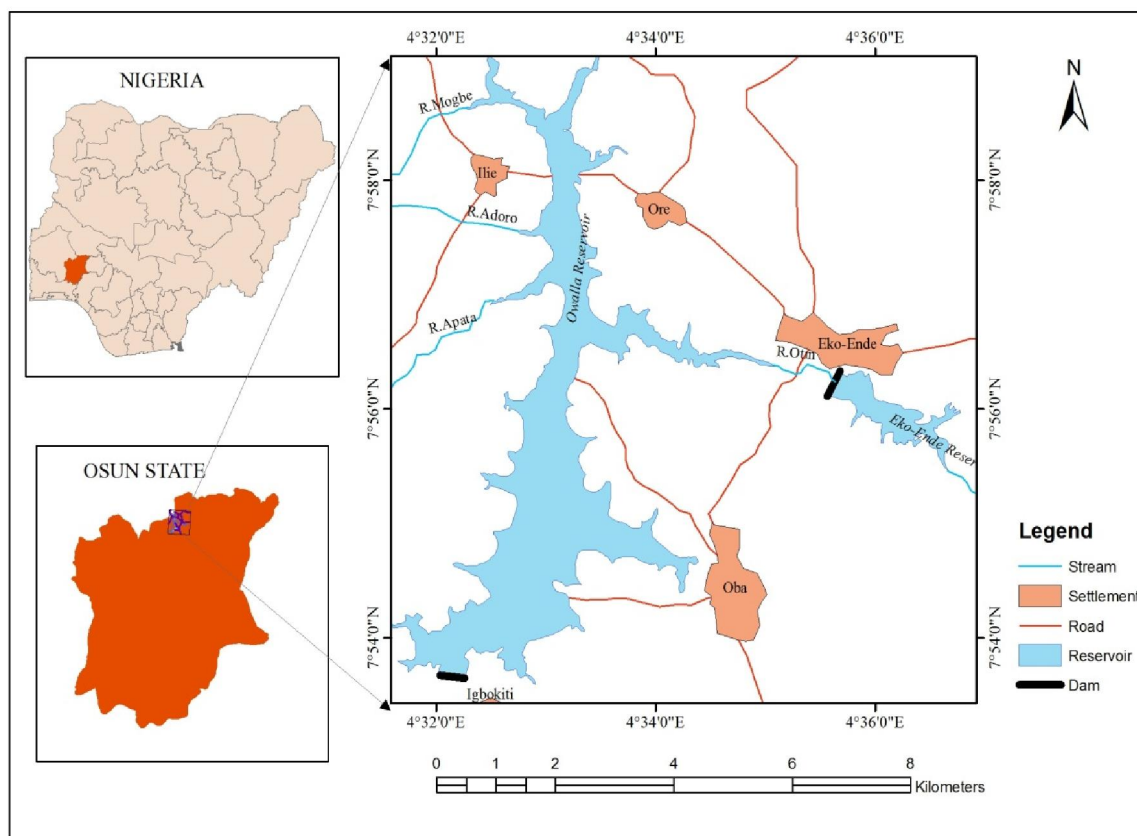 NIGERIA
OSUN STATE
4°32'0"E
4°34'0"E
4°36'0"E
N
R.Mogbe
7°58'0"N
Ilie
7°58'0"N
R.Adoro
Ore
Owalla Reservoir
R.Apata
Eko-Ende
R.Otin
7°56'0"N
7°56'0"N
Eko-Ende Reser
Oba
7°54'0"N
7°54'0"N
Igbokiti
4°32'0"E
4°34'0"E
4°36'0"E
Legend
Stream
Settlement
Road
Reservoir
Dam
0 1 2 4 6 8
Kilometers